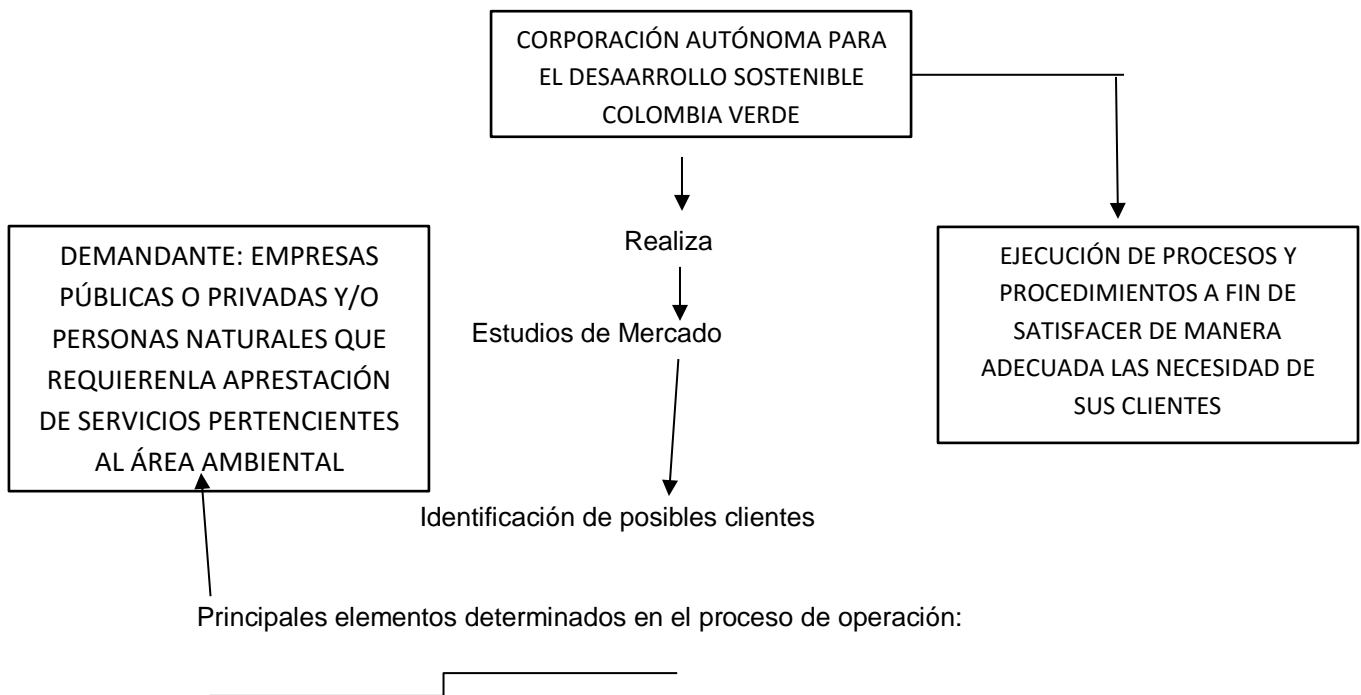 CORPORACIÓN AUTÓNOMA PARA
EL DESAARROLLO SOSTENIBLE
COLOMBIA VERDE
Realiza
Estudios de Mercado
Identificación de posibles clientes
DEMANDANTE: EMPRESAS
PÚBLICAS O PRIVADAS Y/O
PERSONAS NATURALES QUE
REQUIERENLA APRESTACIÓN
DE SERVICIOS PERTENCIENTES
AL ÁREA AMBIENTAL
EJECUCIÓN DE PROCESOS Y
PROCEDIMIENTOS A FIN DE
SATISFACER DE MANERA
ADECUADA LAS NECESIDAD DE
SUS CLIENTES
Principales elementos determinados en el proceso de operación: